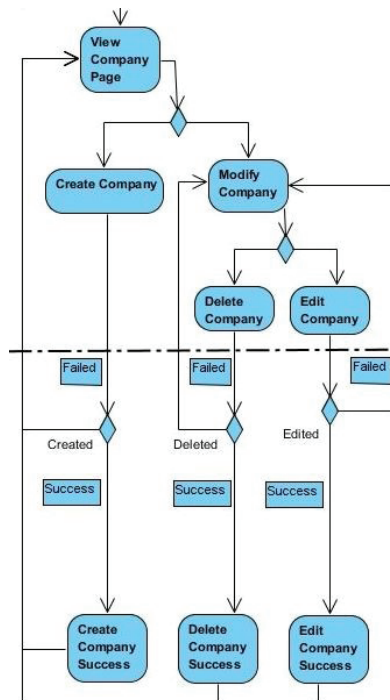 View
Company
Page
Create Company
Modify
Company
Delete
Company
Edit
Company
Failed
Failed
Failed
Created
Deleted
Edited
Success
Success
Success
Create
Company
Success
Delete
Company
Success
Edit
Company
Success